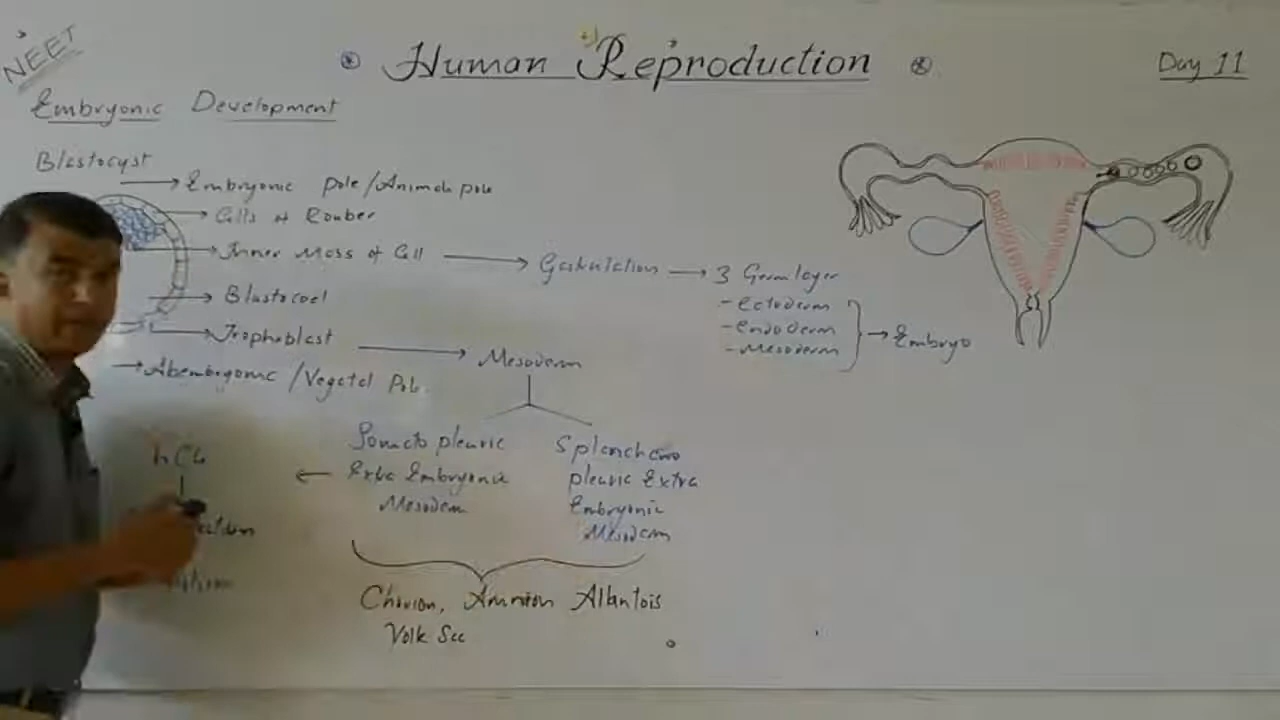 NEET
Human Reproduction
Day 11
Embryonic Development
Blastocyst
Embryonic pole/Animal pole
Cells of Rauber
Inner Mass of Cell
Gastrulation
3 Germ layer
- Ectoderm
- Endoderm
- Mesoderm
Embryo
Blastocoel
Trophoblast
Mesoderm
Abembryonic /Vegetal Pole
Somatopleuric
Extra Embryonic
Mesoderm
Splanchno
pleuric Extra
Embryonic
Mesoderm
hCG
Chorion, Amnion Allantois
Yolk Sac